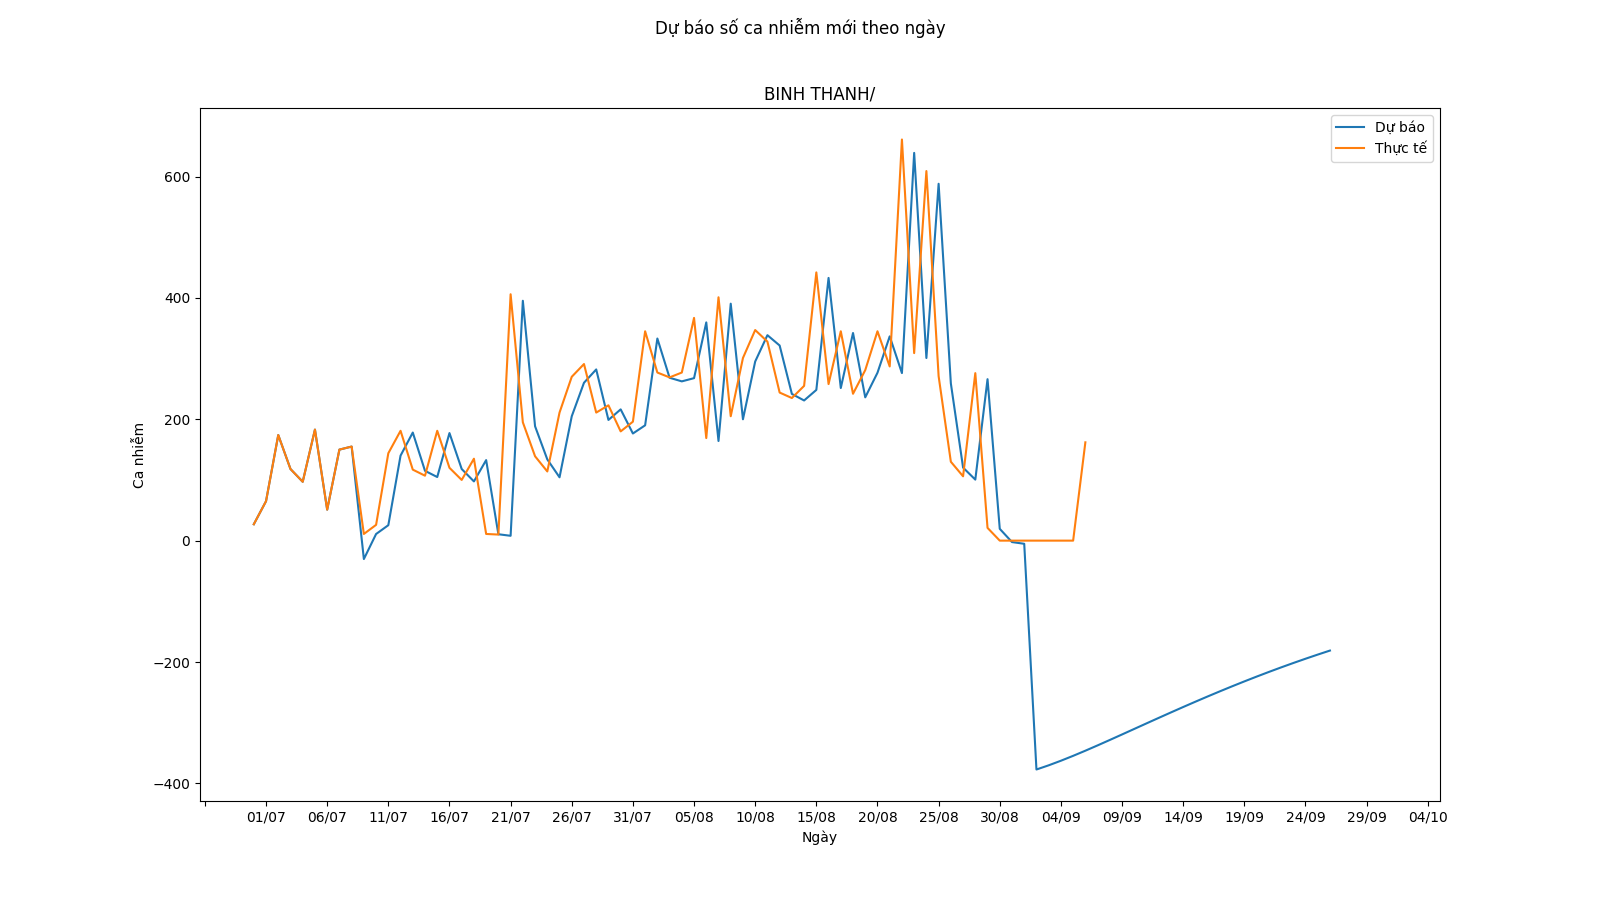 Dự báo số ca nhiễm mới theo ngày
BINH THANH/
Dự báo
Thực tế
Ca nhiễm
600
400
200
0
−200
−400
01/07 06/07 11/07 16/07 21/07 26/07 31/07 05/08 10/08 15/08 20/08 25/08 30/08 04/09 09/09 14/09 19/09 24/09 29/09 04/10
Ngày